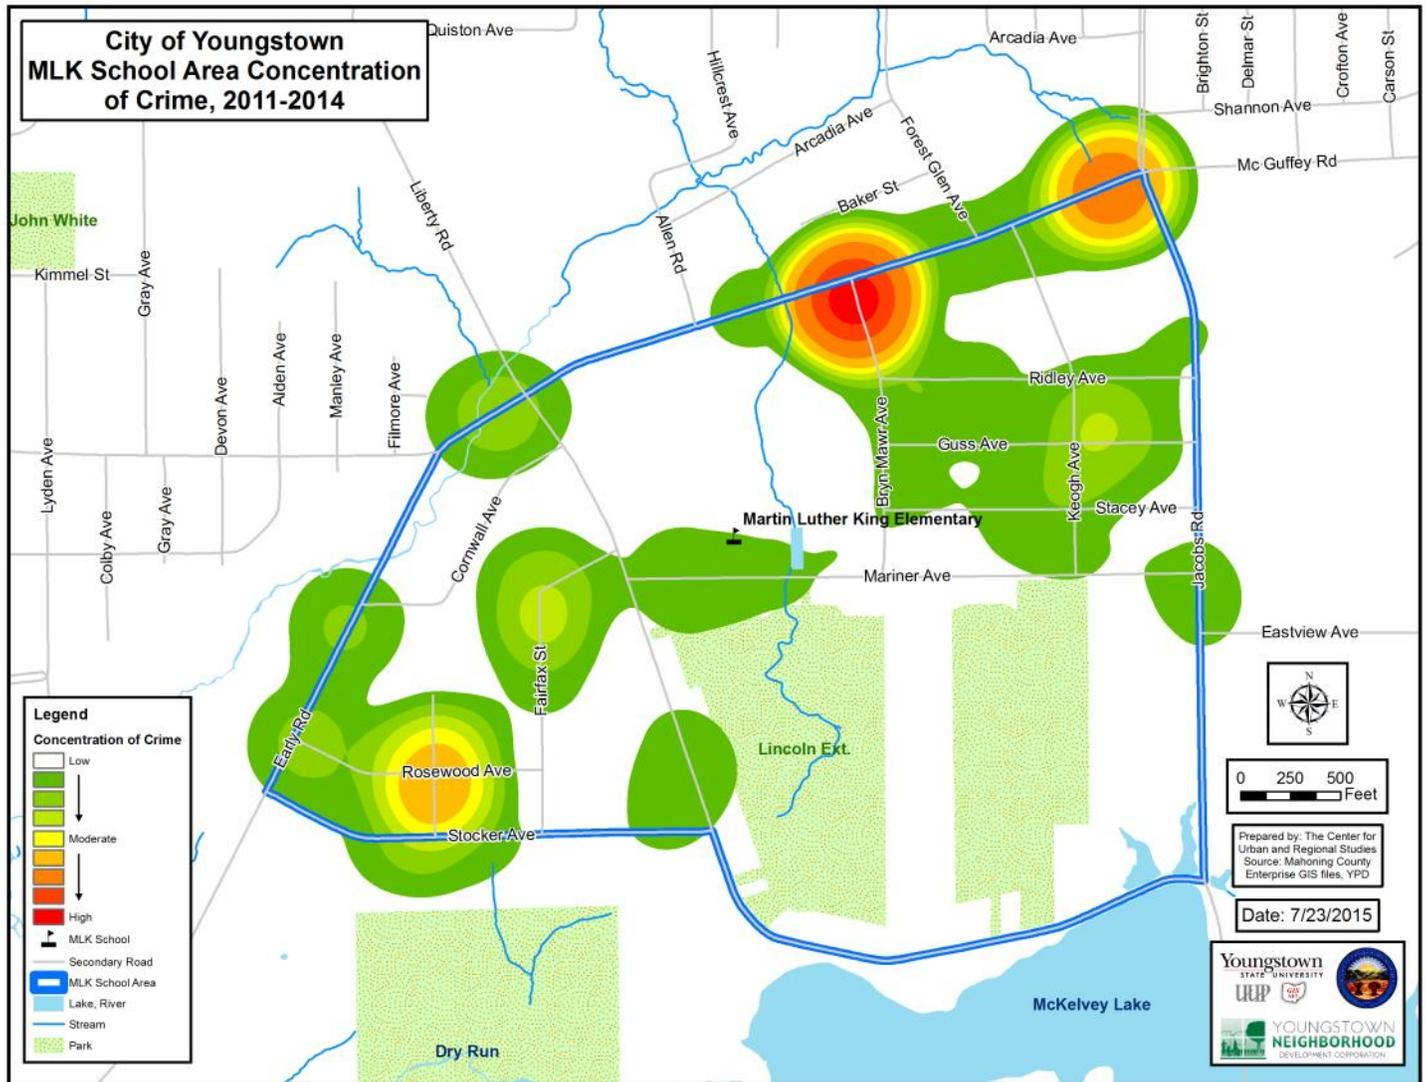 City of Youngstown
MLK School Area Concentration
of Crime, 2011-2014
Quiston Ave
Arcadia Ave
Hillcrest Ave
Brighton St
Delmar St
Crofton Ave
Carson St
Shannon Ave
Arcadia Ave
Forest Glen Ave
Mc Guffey Rd
Baker St
Liberty Rd
Allen Rd
John White
Kimmel St
Gray Ave
Alden Ave
Manley Ave
Filmore Ave
Devon Ave
Ridley Ave
Bryn Mawr Ave
Guss Ave
Keogh Ave
Lyden Ave
Colby Ave
Gray Ave
Cornwall Ave
Stacey Ave
Martin Luther King Elementary
Jacobs Rd
Mariner Ave
Eastview Ave
Fairfax St
Early Rd
Rosewood Ave
Stocker Ave
Lincoln Ext.
N
W
E
S
0 250 500
Feet
Prepared by: The Center for
Urban and Regional Studies
Source: Mahoning County
Enterprise GIS files, YPD
Date: 7/23/2015
Legend
Concentration of Crime
Low
Moderate
High
MLK School
Secondary Road
MLK School Area
Lake, River
Stream
Park
Dry Run
McKelvey Lake
Youngstown
STATE UNIVERSITY
YOUNGSTOWN
NEIGHBORHOOD
DEVELOPMENT CORPORATION